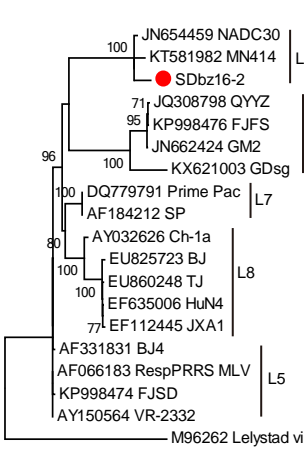 JN654459 NADC30
100
KT581982 MN414
L
SDbz16-2
71
JQ308798 QYYZ
95
KP998476 FJFS
JN662424 GM2
96
100
KX621003 GDsg
100
DQ779791 Prime Pac
L7
AF184212 SP
80
AY032626 Ch-1a
100
EU825723 BJ
L8
EU860248 TJ
100
EF635006 HuN4
77
EF112445 JXA1
AF331831 BJ4
AF066183 RespPRRS MLV
L5
KP998474 FJSD
AY150564 VR-2332
M96262 Lelystad vi